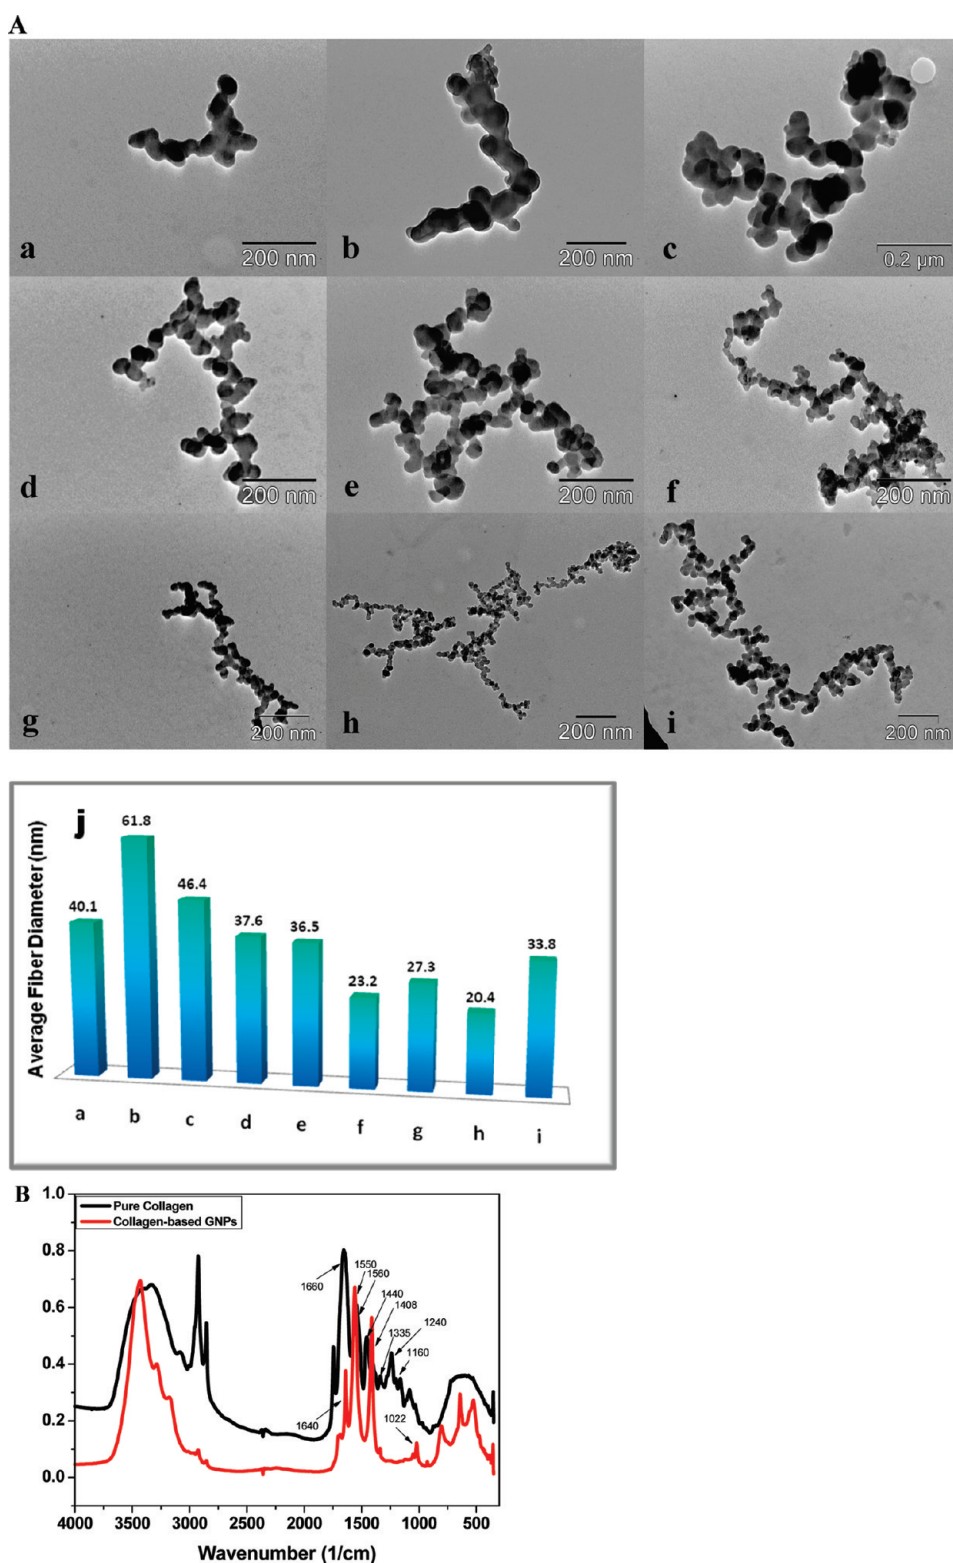 A
a
200 nm
b
200 nm
c
0.2 µm
d
200 nm
e
200 nm
f
200 nm
g
200 nm
h
200 nm
i
200 nm
j
Average Fiber Diameter (nm)
40.1
61.8
46.4
37.6
36.5
23.2
27.3
20.4
33.8
a b c d e f g h i
B
Pure Collagen
Collagen-based GNPs
1.0
0.8
0.6
0.4
0.2
0.0
1660
1550
1560
1440
1408
1335
1240
1160
1640
1022
4000 3500 3000 2500 2000 1500 1000 500
Wavenumber (1/cm)